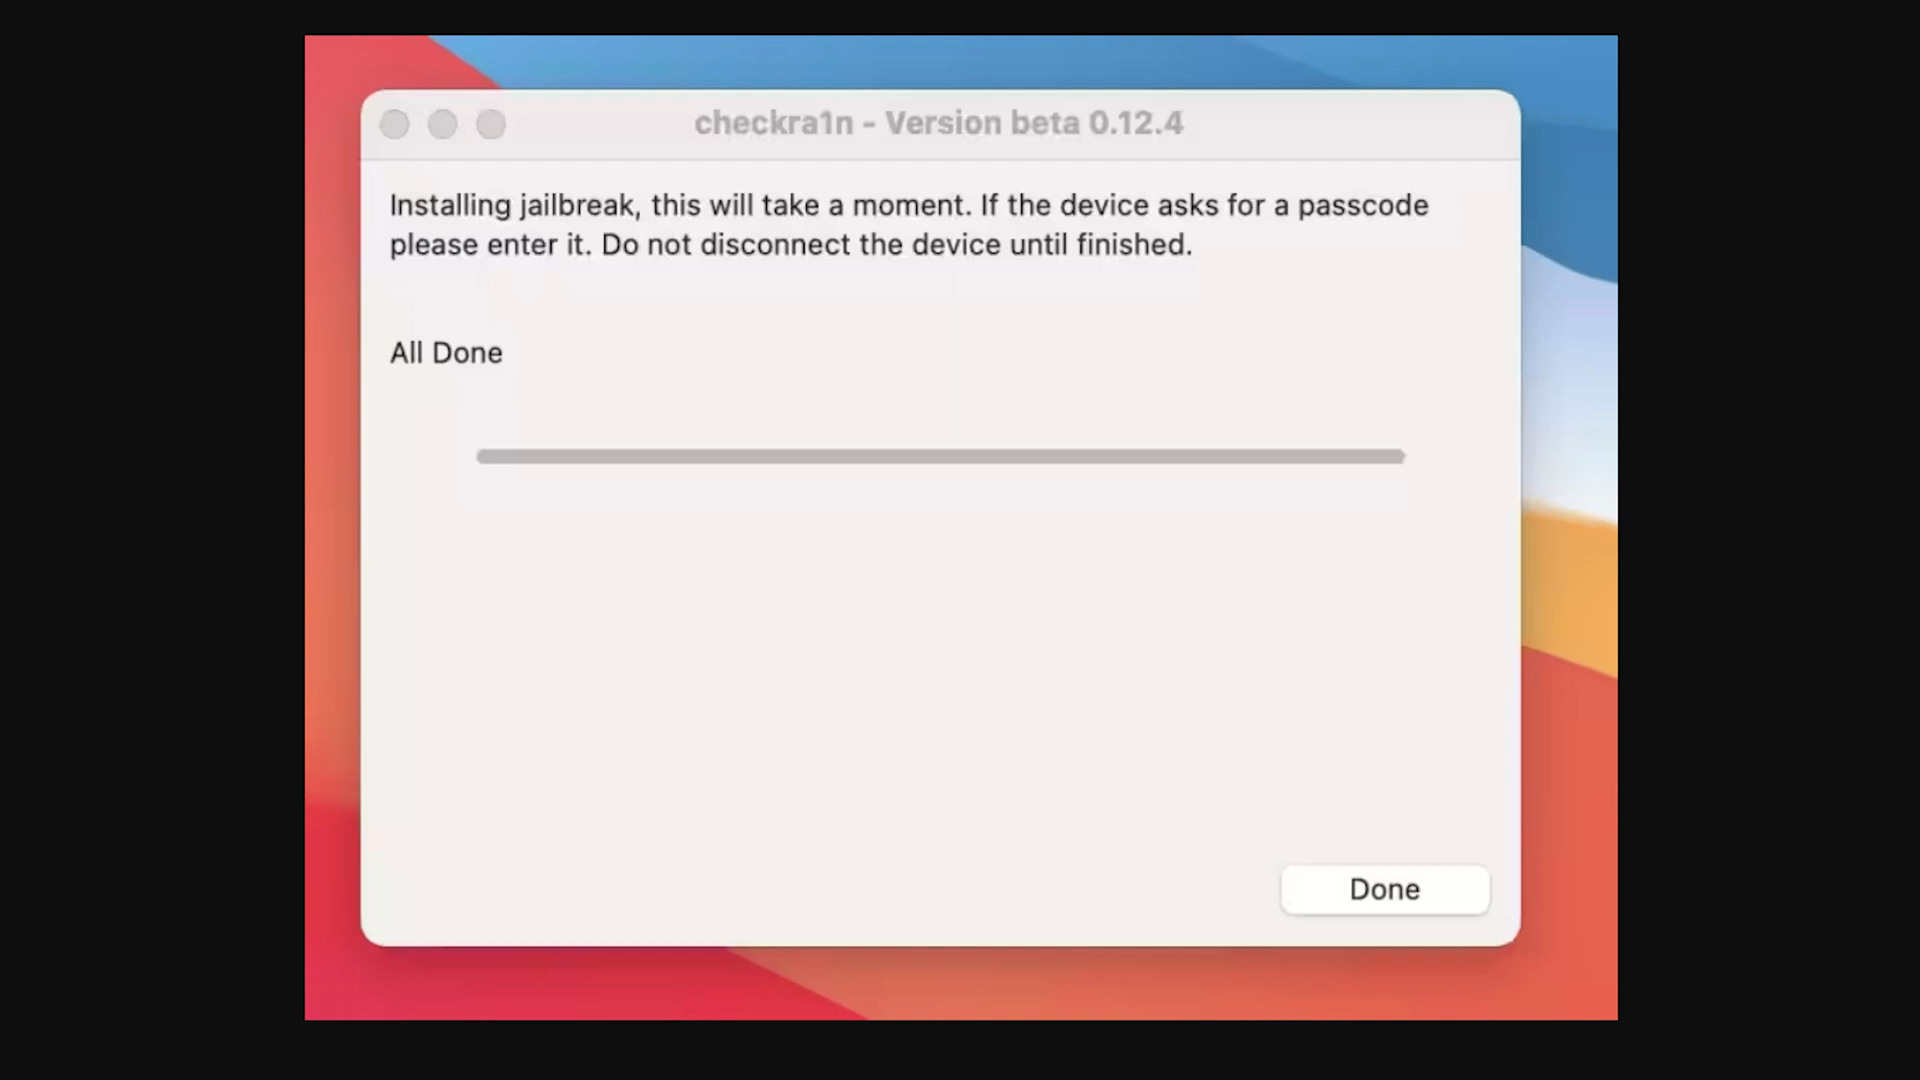 checkra1n - Version beta 0.12.4
Installing jailbreak, this will take a moment. If the device asks for a passcode
please enter it. Do not disconnect the device until finished.
All Done
Done